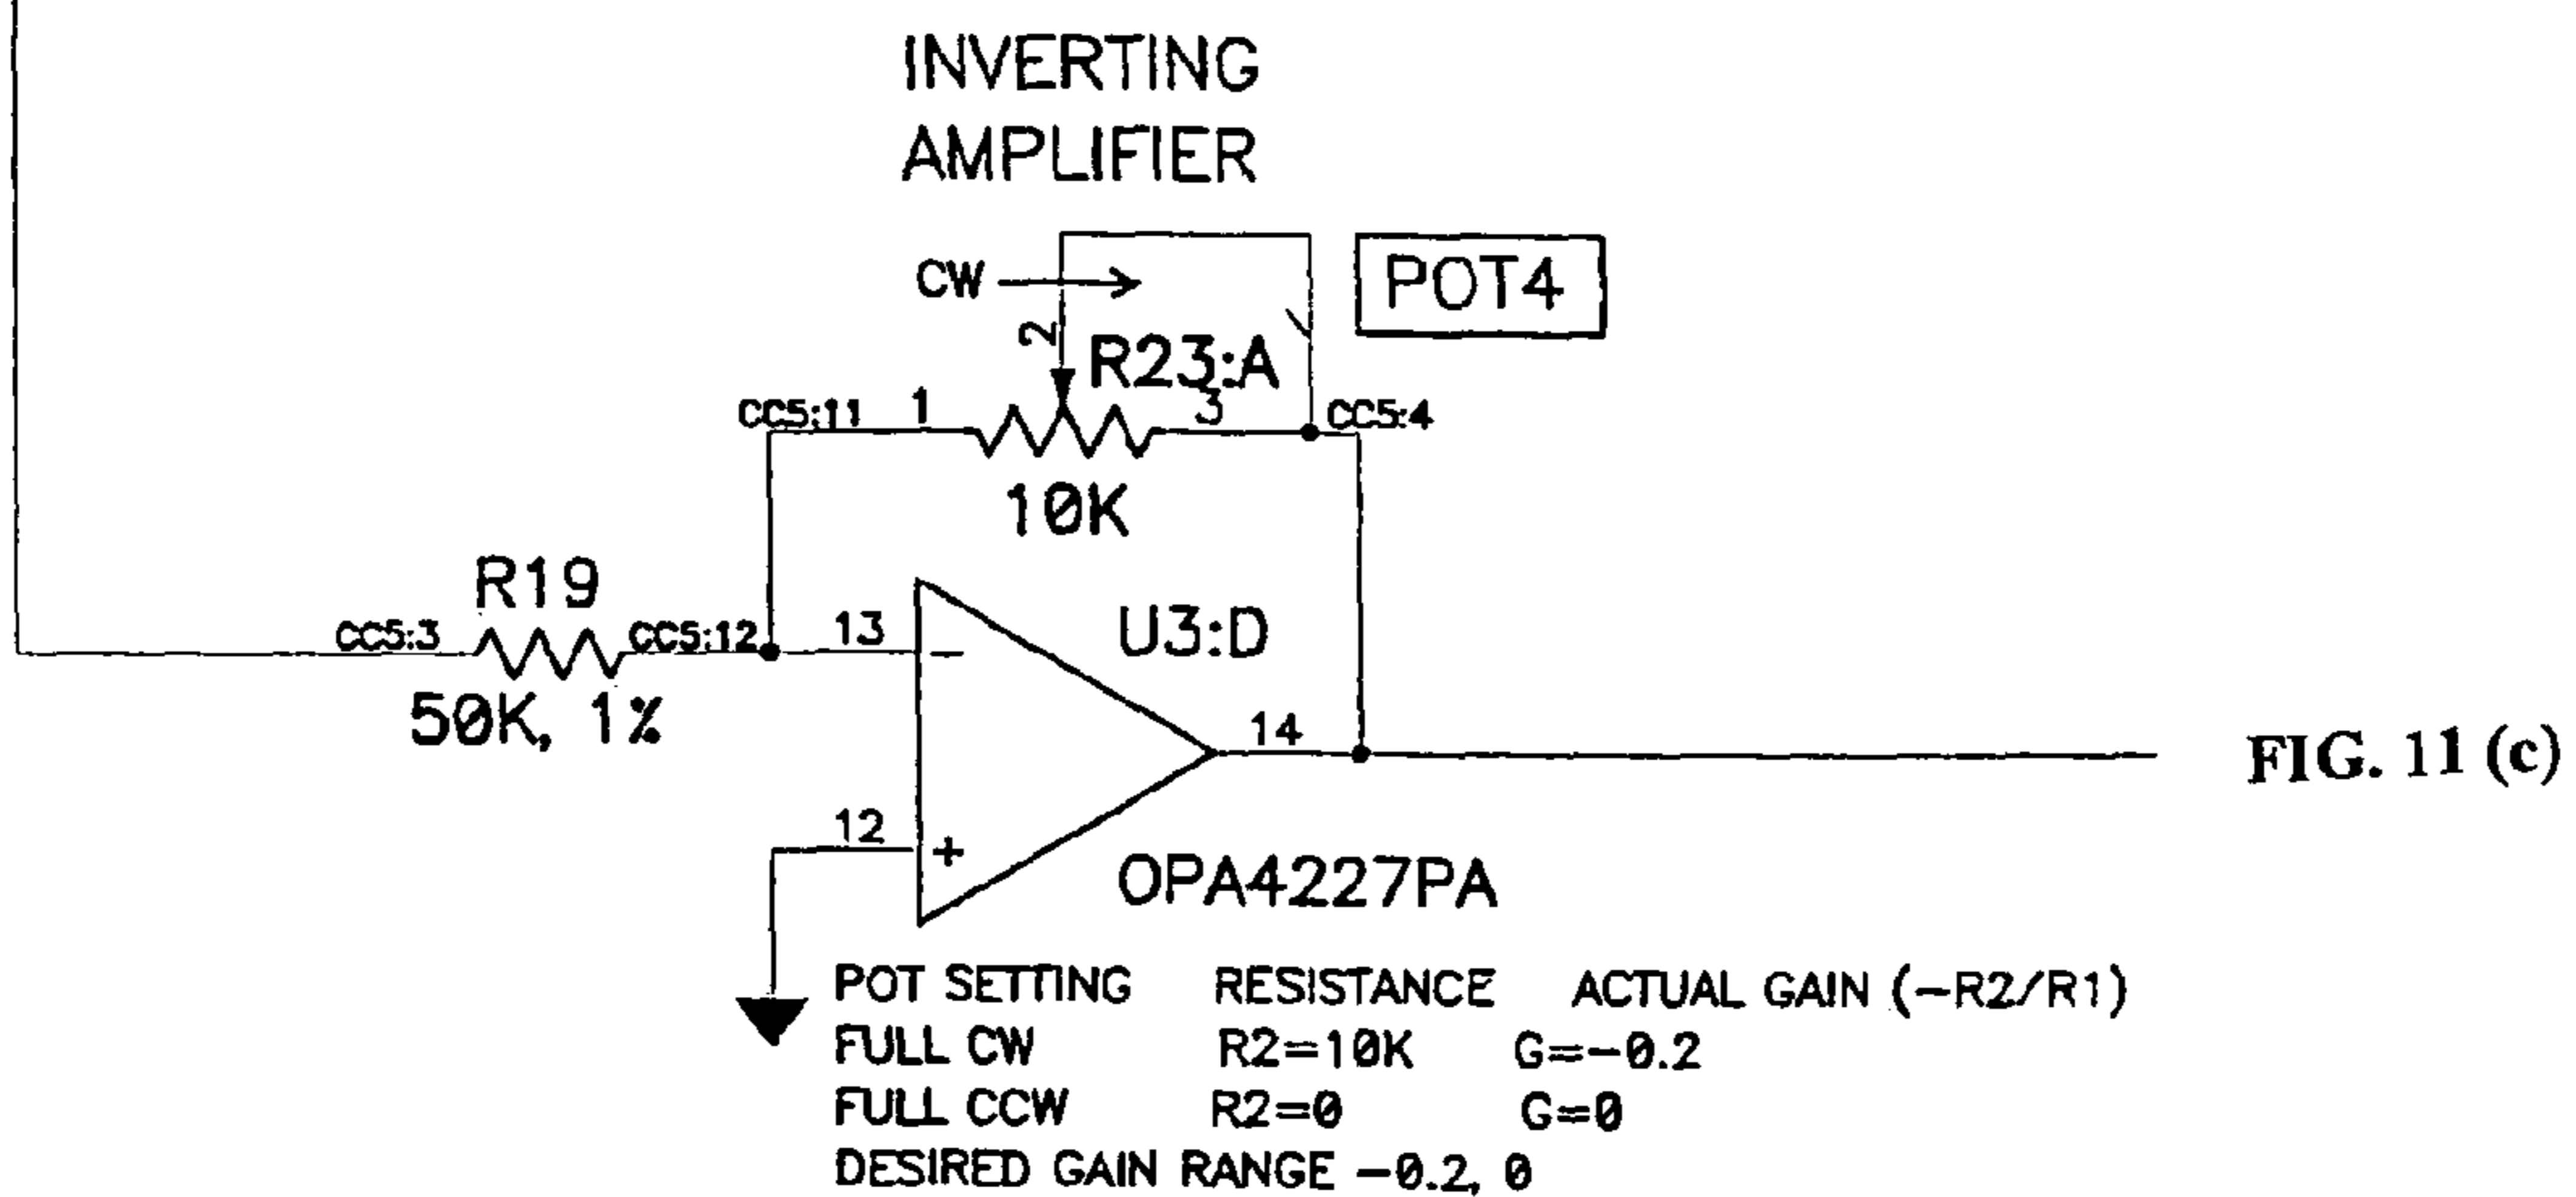 INVERTING
AMPLIFIER
CW
POT4
2
R23:A
CC5:11
1
3
CC5:4
10K
R19
CC5:3
CC5:12
13
U3:D
50K, 1%
−
14
FIG. 11 (c)
12
+
OPA4227PA
POT SETTING RESISTANCE ACTUAL GAIN (−R2/R1)
FULL CW R2=10K G=−0.2
FULL CCW R2=0 G=0
DESIRED GAIN RANGE −0.2, 0